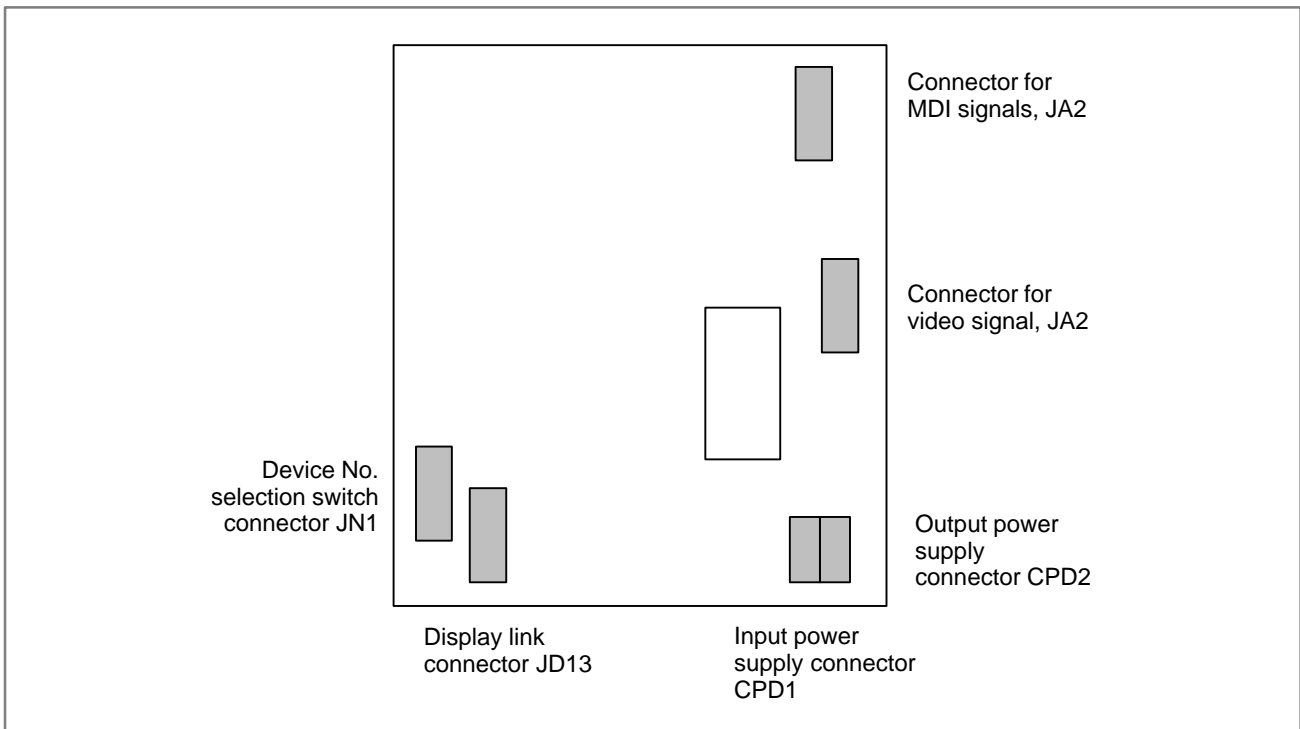 Connector for
MDI signals, JA2
Connector for
video signal, JA2
Device No.
selection switch
connector JN1
Output power
supply
connector CPD2
Display link
connector JD13
Input power
supply connector
CPD1